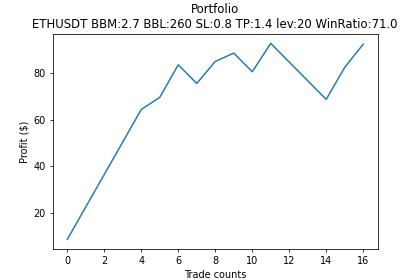 Portfolio
ETHUSDT BBM:2.7 BBL:260 SL:0.8 TP:1.4 lev:20 WinRatio:71.0
80
60
40
20
Profit ($)
0 2 4 6 8 10 12 14 16
Trade counts